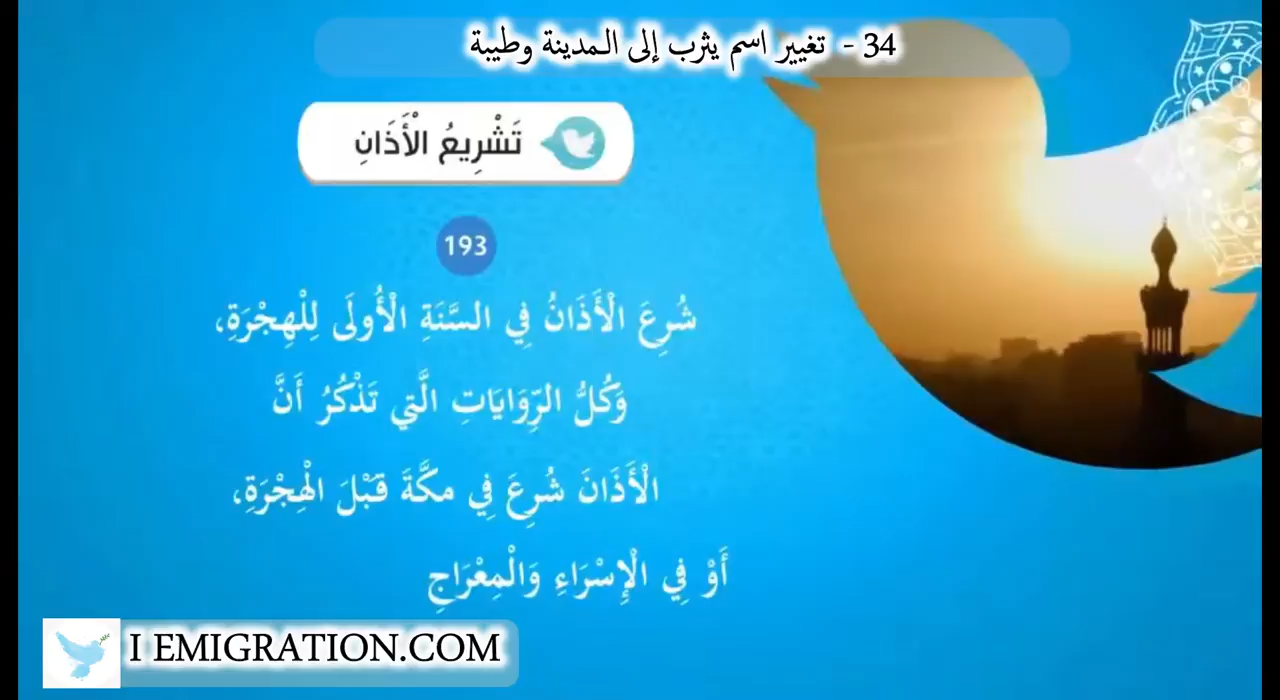 34 - تغيير اسم يثرب إلى المدينة وطيبة
تَشْرِيعُ الْأَذَانِ
193
شُرِعَ الْأَذَانُ فِي السَّنَةِ الْأُولَى لِلْهِجْرَةِ،
وَكُلُّ الرِّوَايَاتِ الَّتِي تَذْكُرُ أَنَّ
الْأَذَانَ شُرِعَ فِي مَكَّةَ قَبْلَ الْهِجْرَةِ،
أَوْ فِي الْإِسْرَاءِ وَالْمِعْرَاجِ
I EMIGRATION.COM